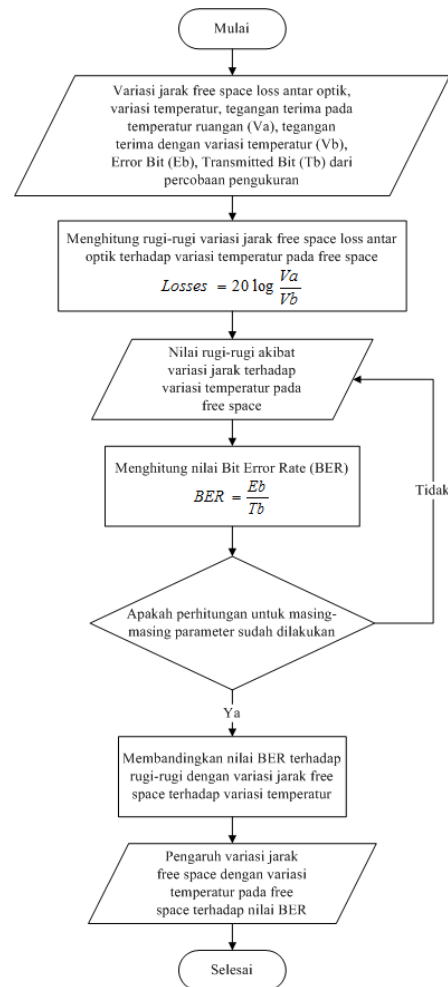 Mulai
Variasi jarak free space loss antar optik,
variasi temperatur, tegangan terima pada
temperatur ruangan (Va), tegangan
terima dengan variasi temperatur (Vb),
Error Bit (Eb), Transmitted Bit (Tb) dari
percobaan pengukuran
Menghitung rugi-rugi variasi jarak free space loss antar
optik terhadap variasi temperatur pada free space
Losses = 20 log Va/Vb
Nilai rugi-rugi akibat
variasi jarak terhadap
variasi temperatur pada
free space
Menghitung nilai Bit Error Rate (BER)
BER = Eb/Tb
Tidak
Apakah perhitungan untuk masing-
masing parameter sudah dilakukan
Ya
Membandingkan nilai BER terhadap
rugi-rugi dengan variasi jarak free
space terhadap variasi temperatur
Pengaruh variasi jarak
free space dengan variasi
temperatur pada free
space terhadap nilai BER
Selesai